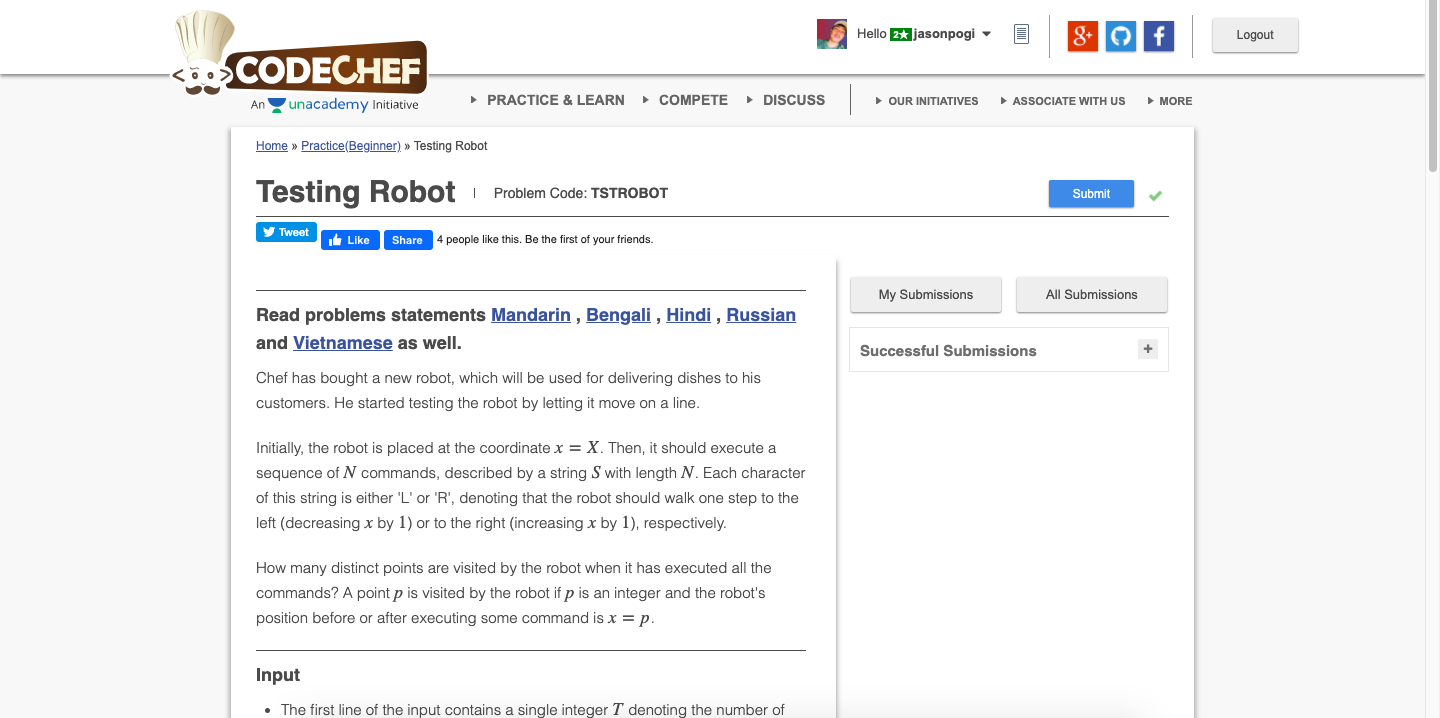 CODECHEF
An unacademy Initiative
Hello 2★ jasonpogi
Logout
PRACTICE & LEARN COMPETE DISCUSS OUR INITIATIVES ASSOCIATE WITH US MORE
Home » Practice(Beginner) » Testing Robot
Testing Robot Problem Code: TSTROBOT
Submit
Tweet
Like Share 4 people like this. Be the first of your friends.
My Submissions All Submissions
Successful Submissions +
Read problems statements Mandarin , Bengali , Hindi , Russian
and Vietnamese as well.
Chef has bought a new robot, which will be used for delivering dishes to his
customers. He started testing the robot by letting it move on a line.
Initially, the robot is placed at the coordinate x = X. Then, it should execute a
sequence of N commands, described by a string S with length N. Each character
of this string is either 'L' or 'R', denoting that the robot should walk one step to the
left (decreasing x by 1) or to the right (increasing x by 1), respectively.
How many distinct points are visited by the robot when it has executed all the
commands? A point p is visited by the robot if p is an integer and the robot's
position before or after executing some command is x = p.
Input
• The first line of the input contains a single integer T denoting the number of